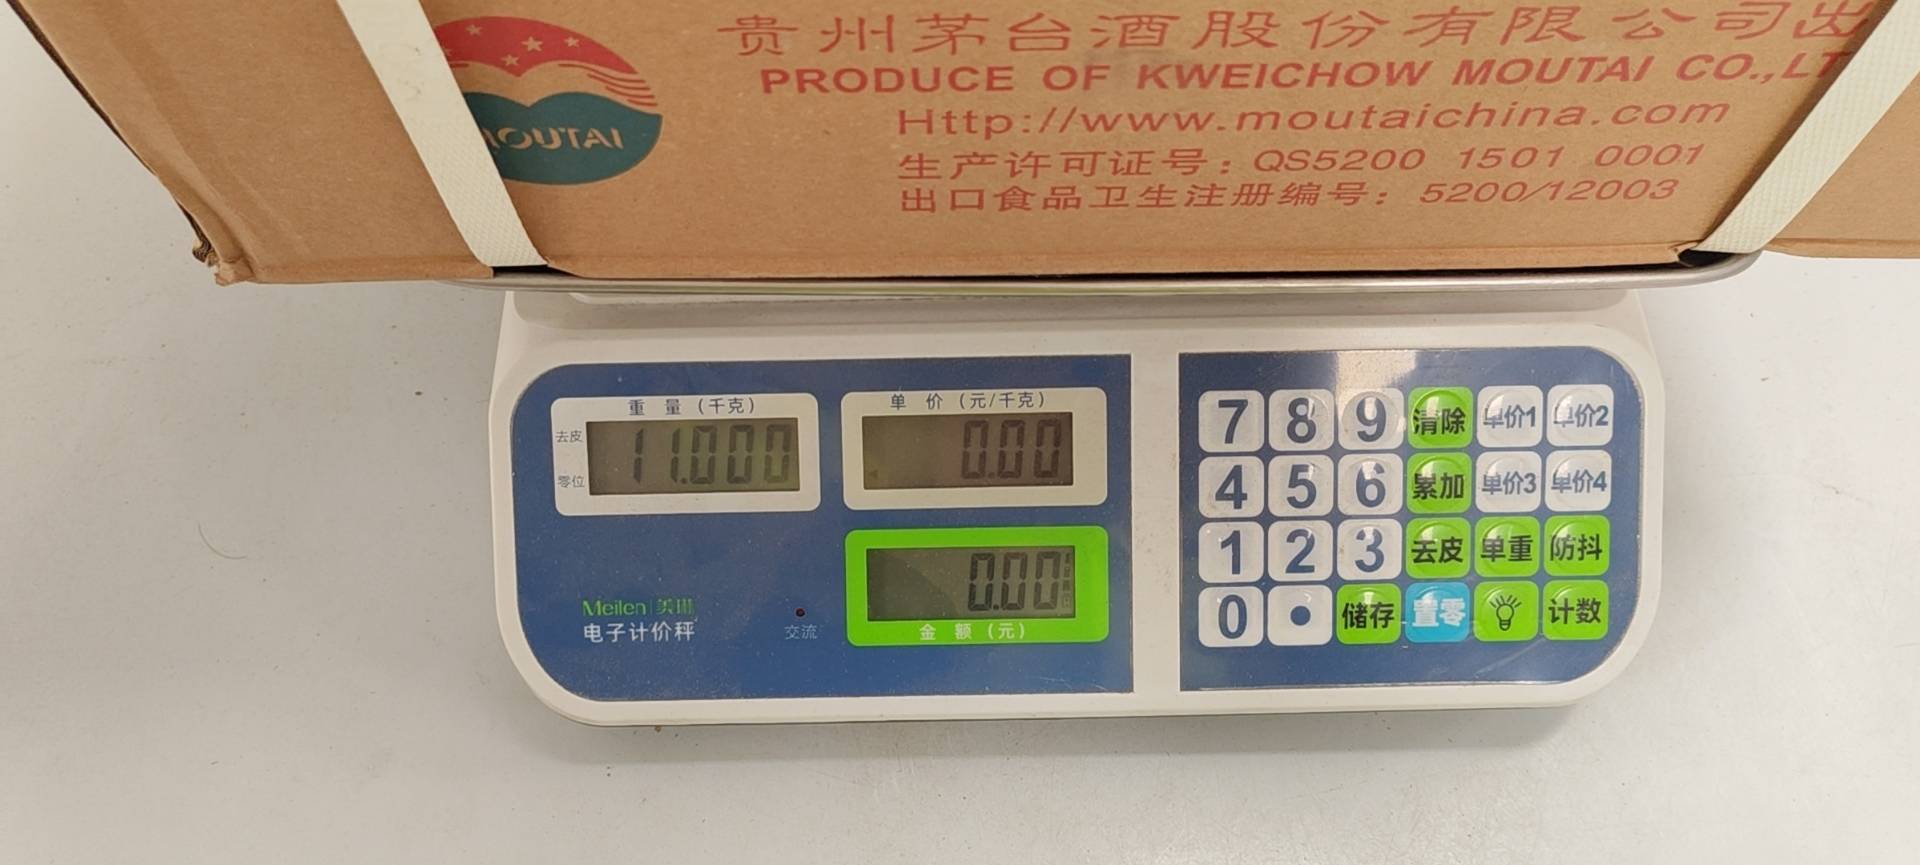 贵州茅台酒股份有限公司出
PRODUCE OF KWEICHOW MOUTAI CO.,LT
MOUTAI
Http://www.moutaichina.com
生产许可证号：QS5200 1501 0001
出口食品卫生注册编号：5200/12003
重 量 (千克)
去皮
零位
11.000
单 价 (元/千克)
0.00
0.00
金 额 (元)
Meilen 美琳
电子计价秤
交流
7 8 9 清除 单价1 单价2
4 5 6 累加 单价3 单价4
1 2 3 去皮 单重 防抖
0 • 储存 置零 计数